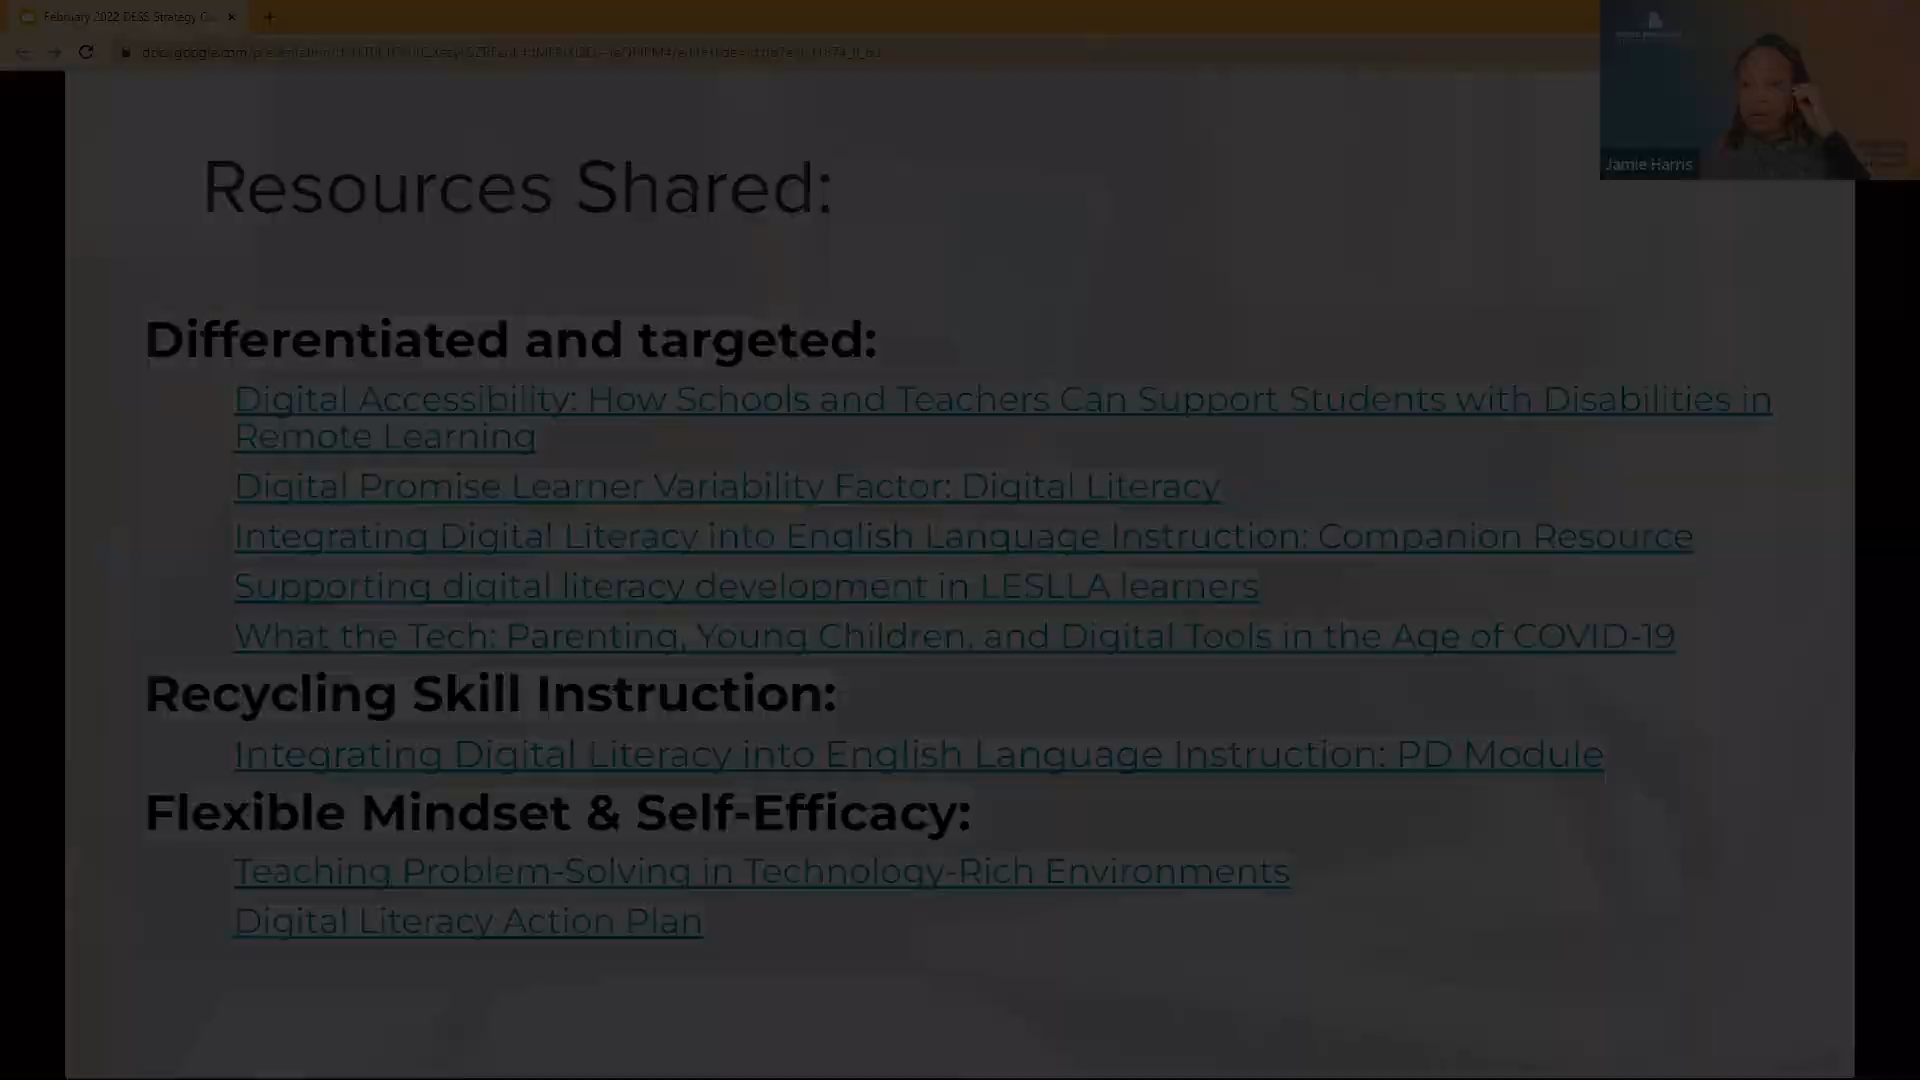 February 2022 DESS Strategy
Jamie Harris
Resources Shared:
Differentiated and targeted:
Digital Accessibility: How Schools and Teachers Can Support Students with Disabilities in
Remote Learning
Digital Promise Learner Variability Factor: Digital Literacy
Integrating Digital Literacy into English Language Instruction: Companion Resource
Supporting digital literacy development in LESLLA learners
What the Tech: Parenting, Young Children, and Digital Tools in the Age of COVID-19
Recycling Skill Instruction:
Integrating Digital Literacy into English Language Instruction: PD Module
Flexible Mindset & Self-Efficacy:
Teaching Problem-Solving in Technology-Rich Environments
Digital Literacy Action Plan